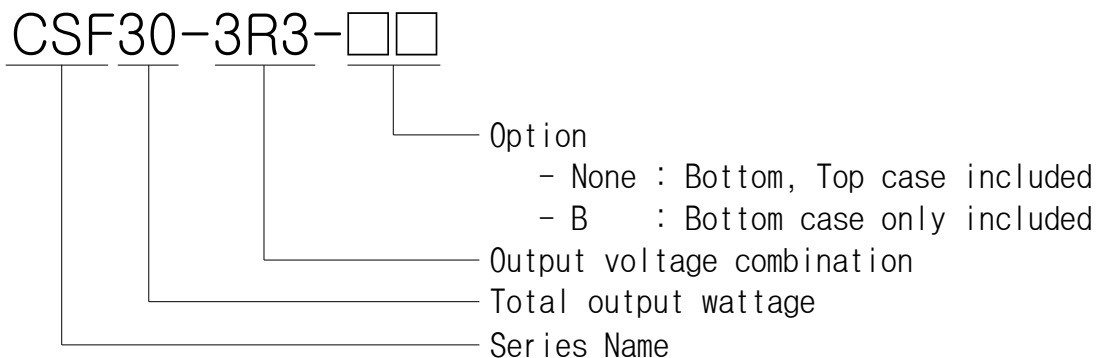 CSF30-3R3-□□
Option
- None : Bottom, Top case included
- B : Bottom case only included
Output voltage combination
Total output wattage
Series Name